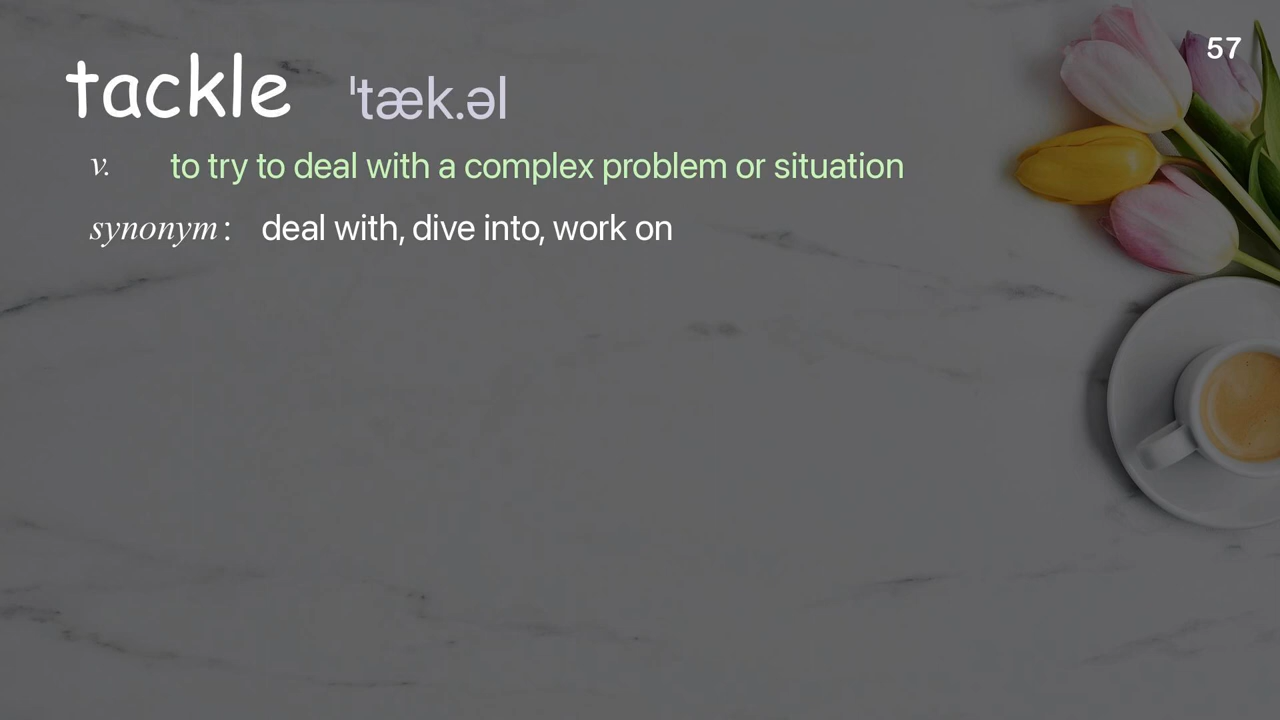 57
tackle ˈtæk.əl
v. to try to deal with a complex problem or situation
synonym: deal with, dive into, work on